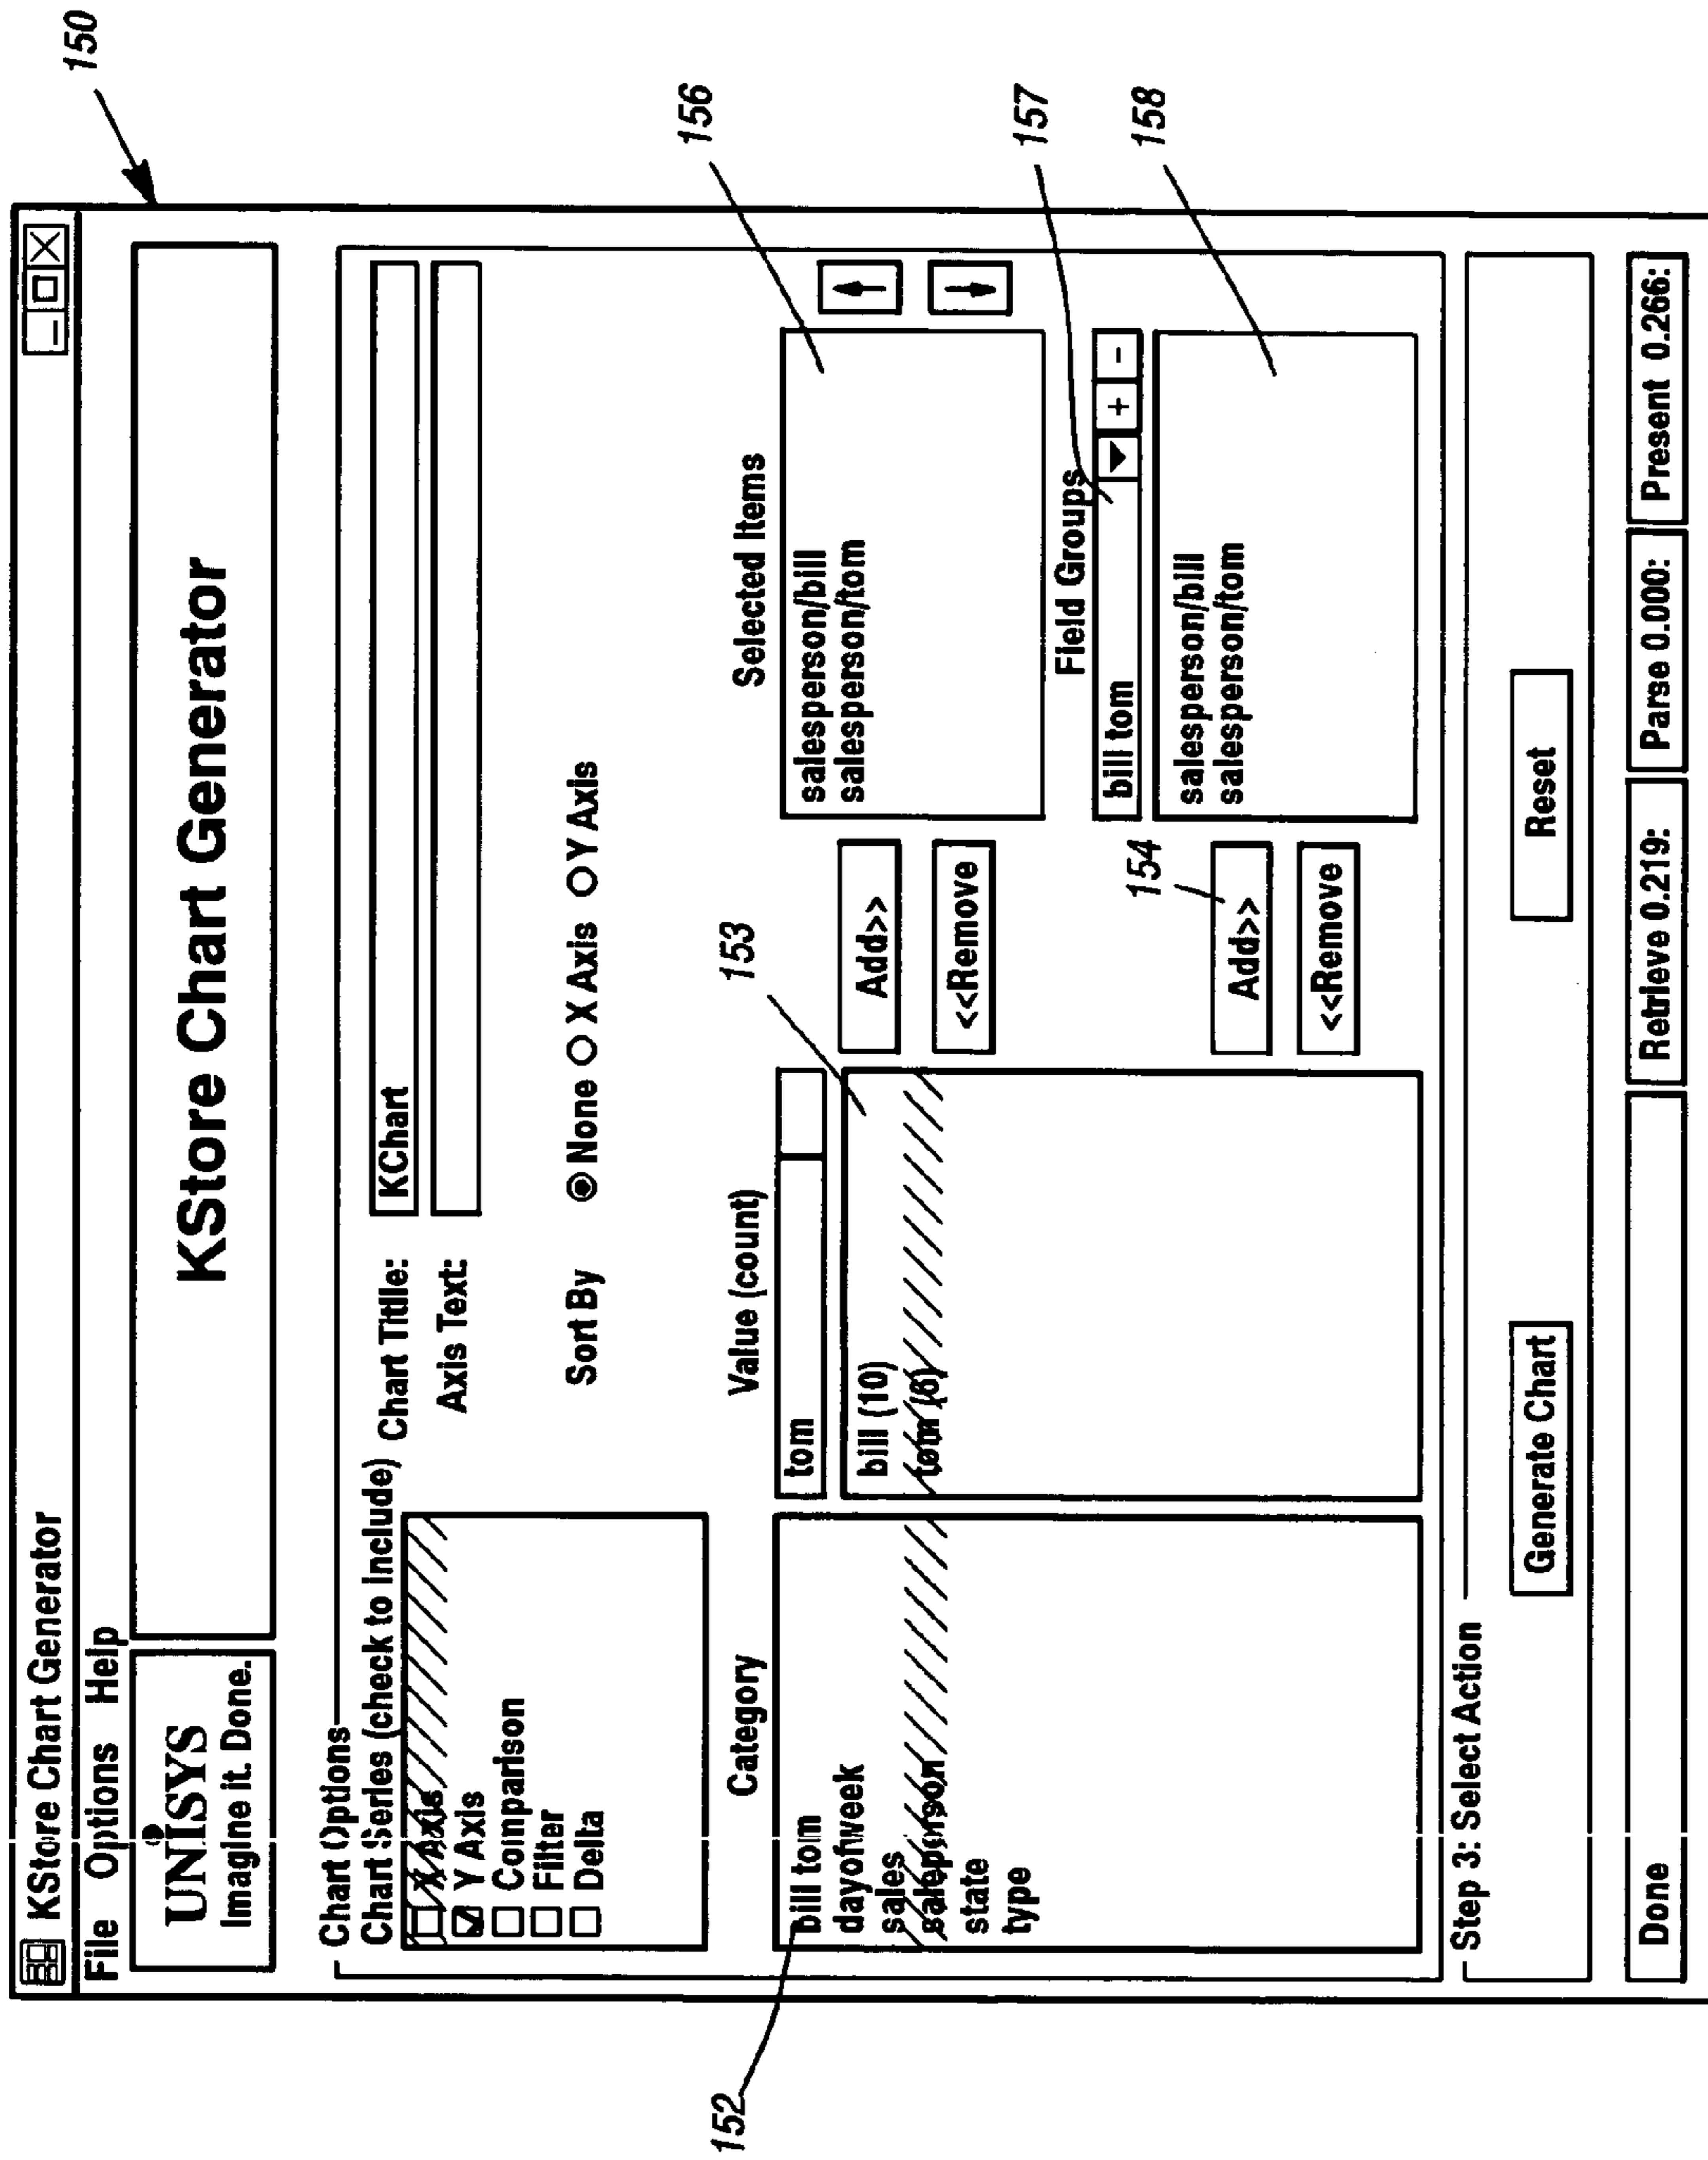 150
KStore Chart Generator
File Options Help
UNISYS
Imagine it. Done.
KStore Chart Generator
Chart Options
Chart Series (check to include)
X Axis
Y Axis
Comparison
Filter
Delta
Chart Titlle: KChart
Axis Text:
Sort By None X Axis Y Axis
152
Category
bill tom
dayofweek
sales
salesperson
state
type
Value (count)
tom
153
bill (10)
tom (6)
Add>>
<<Remove
154
Add>>
<<Remove
Selected Items
156
salesperson/bill
salesperson/tom
Field Groups
157
bill tom + -
158
salesperson/bill
salesperson/tom
Step 3: Select Action
Generate Chart Reset
Done Retrieve 0.219: Parse 0.000: Present 0.266: